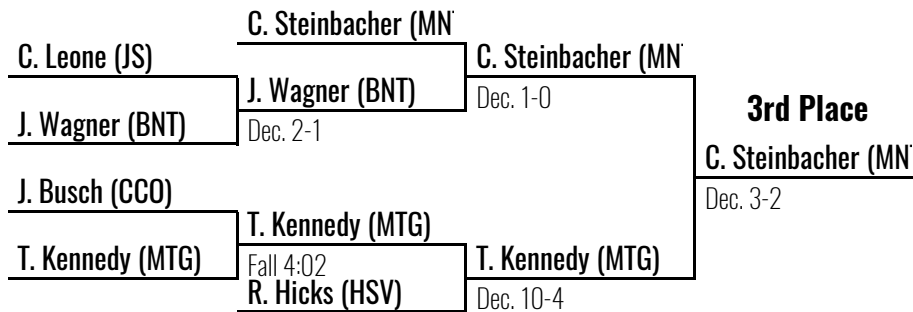 C. Steinbacher (MN
C. Leone (JS)
C. Steinbacher (MN
J. Wagner (BNT)
Dec. 1-0
3rd Place
J. Wagner (BNT)
Dec. 2-1
C. Steinbacher (MN
J. Busch (CCO)
Dec. 3-2
T. Kennedy (MTG)
T. Kennedy (MTG)
Fall 4:02
T. Kennedy (MTG)
R. Hicks (HSV)
Dec. 10-4